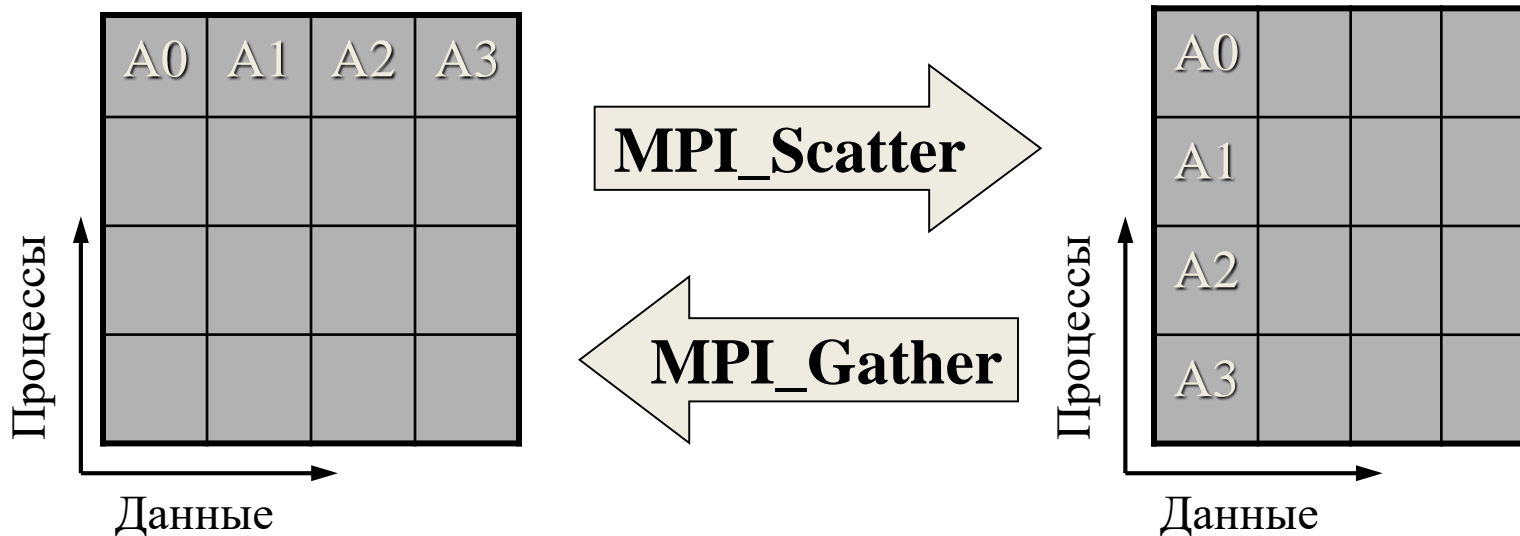 A0 A1 A2 A3
Процессы
Данные
MPI_Scatter
MPI_Gather
A0
A1
A2
A3
Процессы
Данные